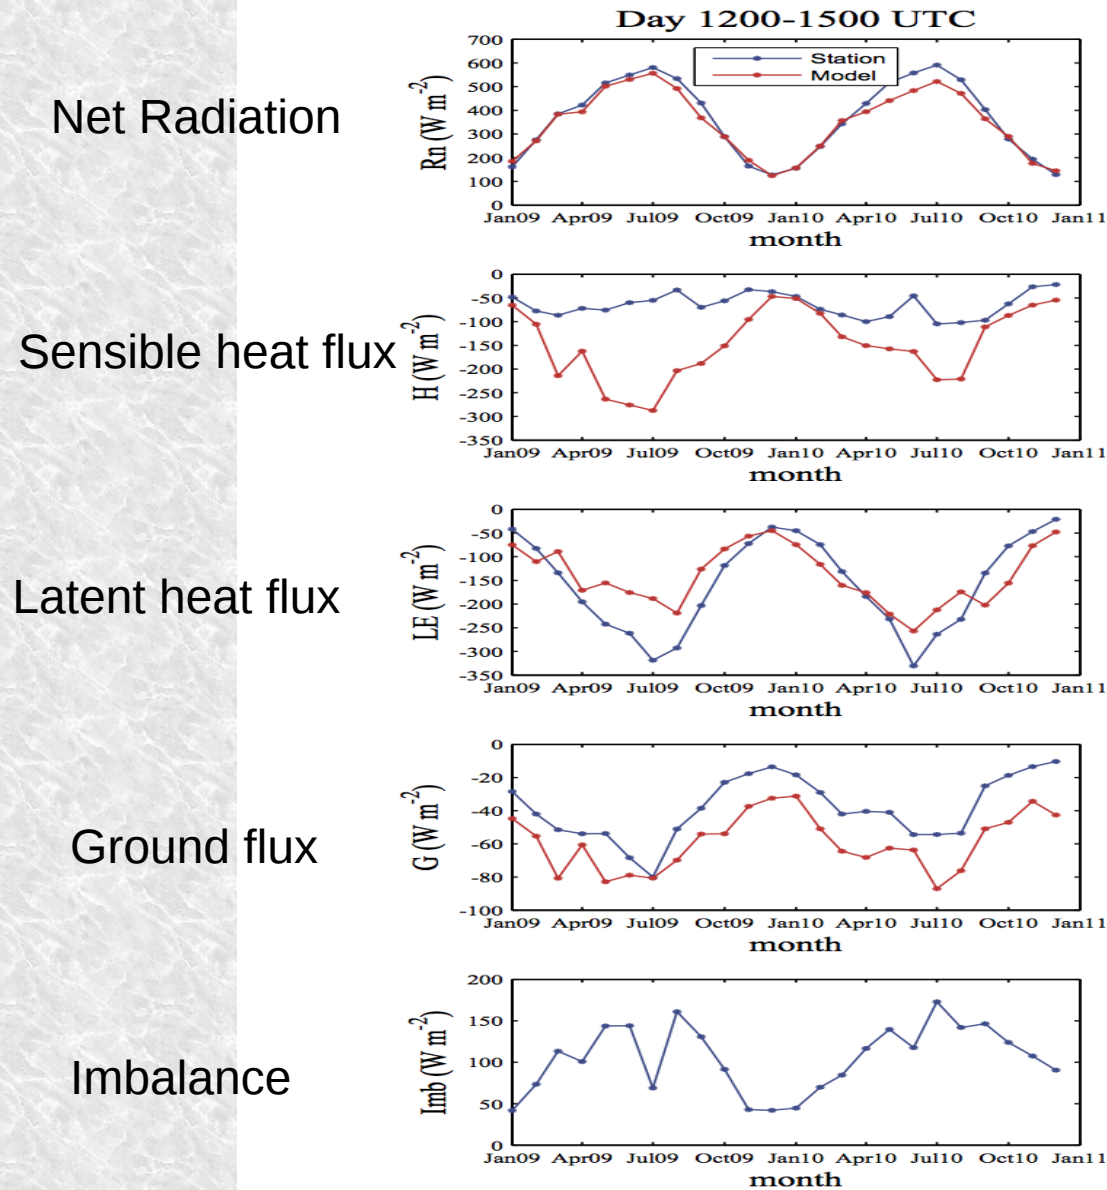 Day 1200-1500 UTC
Net Radiation
Rn (W m-2)
700
600
500
400
300
200
100
0
Station
Model
Jan09 Apr09 Jul09 Oct09 Jan10 Apr10 Jul10 Oct10 Jan11
month
Sensible heat flux
H (W m-2)
0
-50
-100
-150
-200
-250
-300
-350
Jan09 Apr09 Jul09 Oct09 Jan10 Apr10 Jul10 Oct10 Jan11
month
Latent heat flux
LE (W m-2)
0
-50
-100
-150
-200
-250
-300
-350
Jan09 Apr09 Jul09 Oct09 Jan10 Apr10 Jul10 Oct10 Jan11
month
Ground flux
G (W m-2)
0
-20
-40
-60
-80
-100
Jan09 Apr09 Jul09 Oct09 Jan10 Apr10 Jul10 Oct10 Jan11
month
Imbalance
Imb (W m-2)
200
150
100
50
0
Jan09 Apr09 Jul09 Oct09 Jan10 Apr10 Jul10 Oct10 Jan11
month